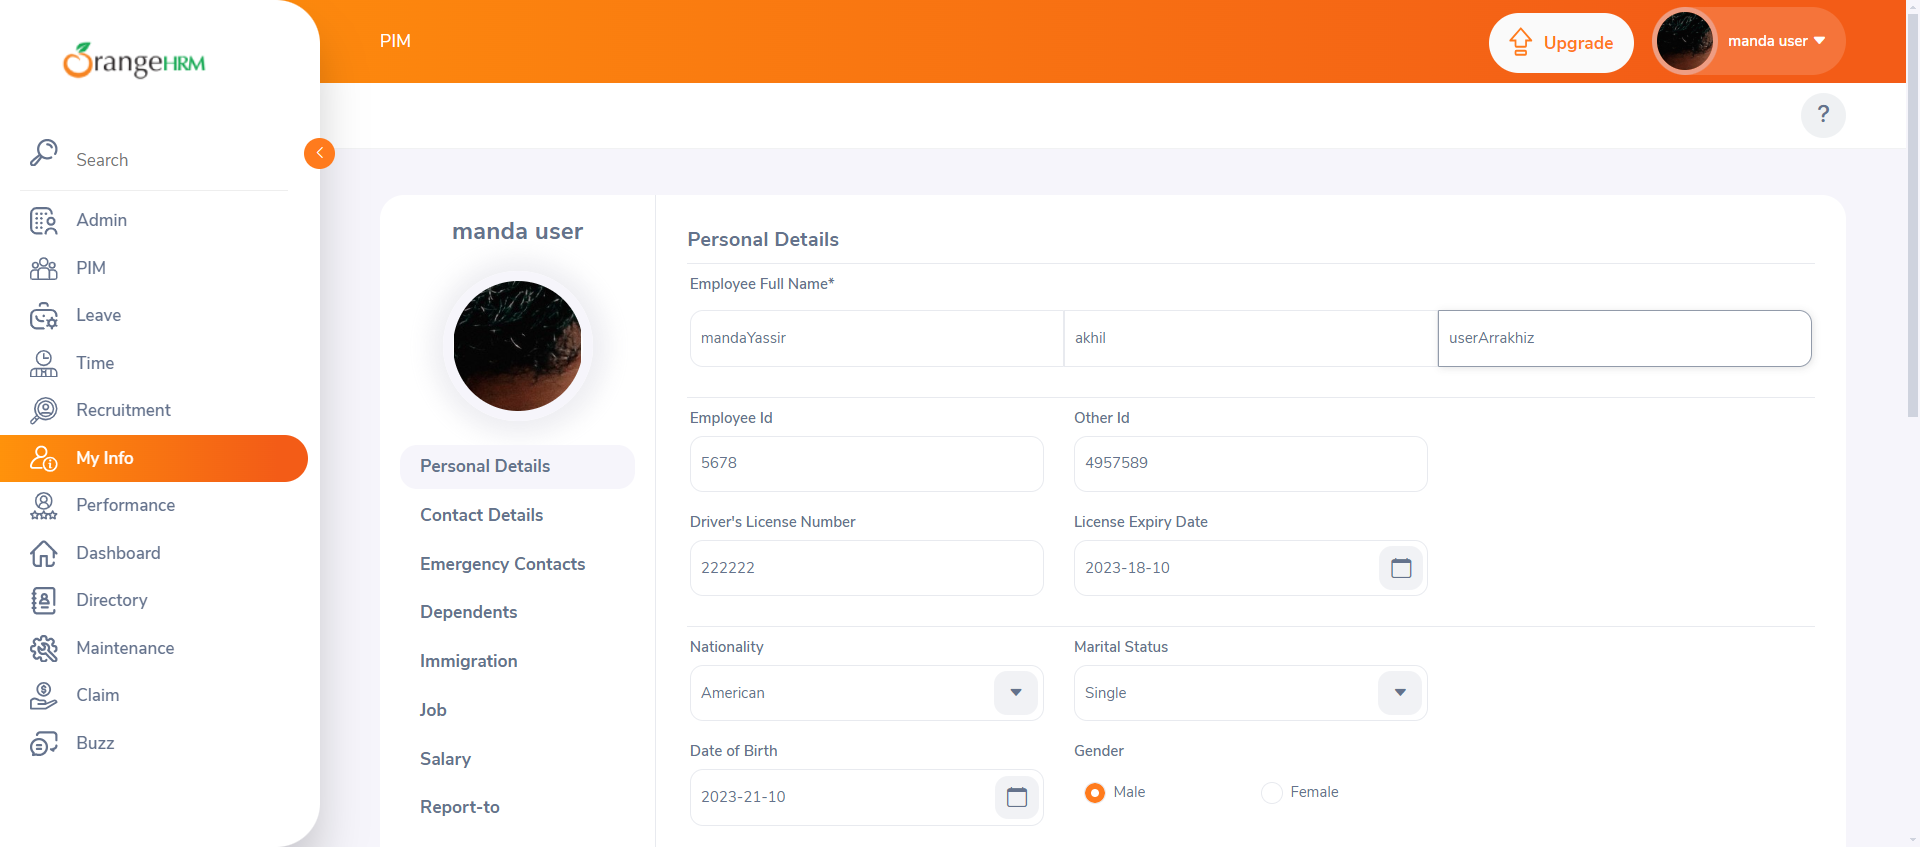 OrangeHRM
PIM
Upgrade
manda user
?
Search
Admin
PIM
Leave
Time
Recruitment
My Info
Performance
Dashboard
Directory
Maintenance
Claim
Buzz
manda user
Personal Details
Contact Details
Emergency Contacts
Dependents
Immigration
Job
Salary
Report-to
Personal Details
Employee Full Name*
mandaYassir akhil userArrakhiz
Employee Id Other Id
5678 4957589
Driver's License Number License Expiry Date
222222 2023-18-10
Nationality Marital Status
American Single
Date of Birth Gender
2023-21-10 Male Female